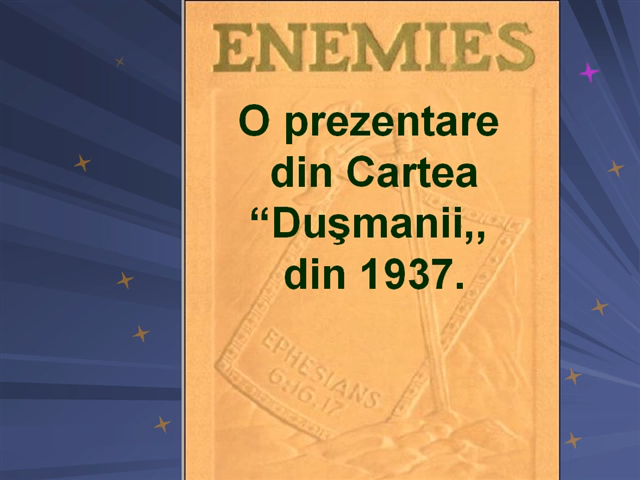 ENEMIES
O prezentare
din Cartea
“Duşmanii,,
din 1937.
EPHESIANS
6:16,17